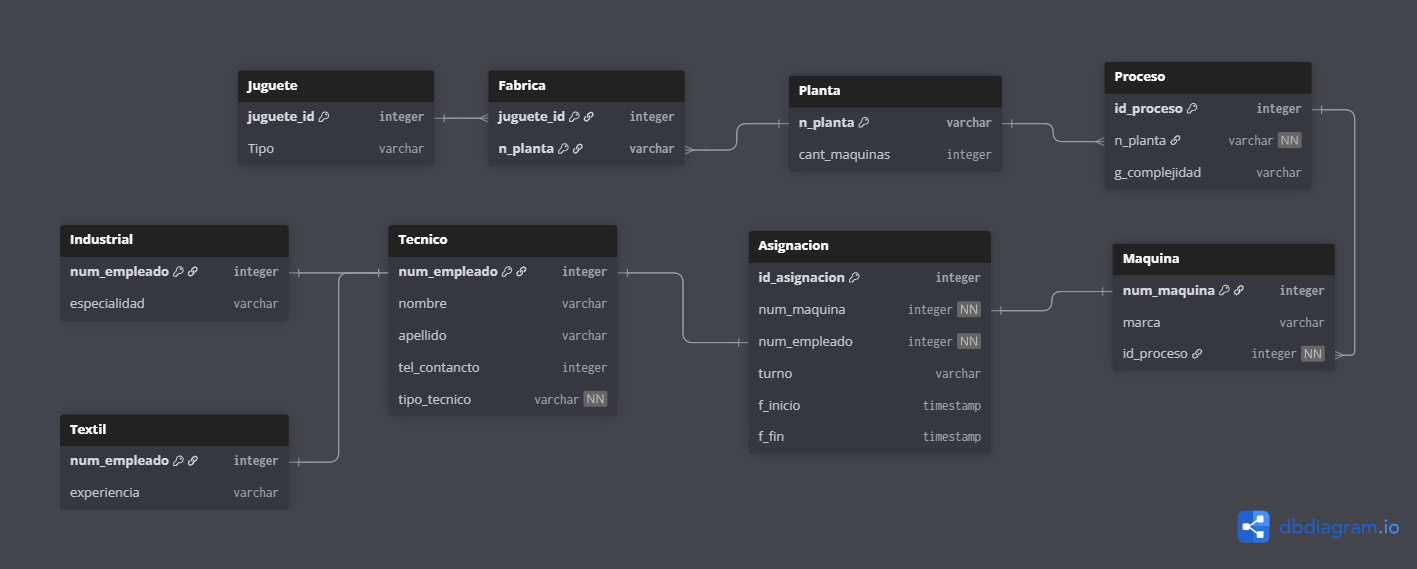 Juguete
juguete_id integer
Tipo varchar
Fabrica
juguete_id integer
n_planta varchar
Planta
n_planta varchar
cant_maquinas integer
Proceso
id_proceso integer
n_planta varchar NN
g_complejidad varchar
Industrial
num_empleado integer
especialidad varchar
Tecnico
num_empleado integer
nombre varchar
apellido varchar
tel_contancto integer
tipo_tecnico varchar NN
Asignacion
id_asignacion integer
num_maquina integer NN
num_empleado integer NN
turno varchar
f_inicio timestamp
f_fin timestamp
Maquina
num_maquina integer
marca varchar
id_proceso integer NN
Textil
num_empleado integer
experiencia varchar
dbdiagram.io